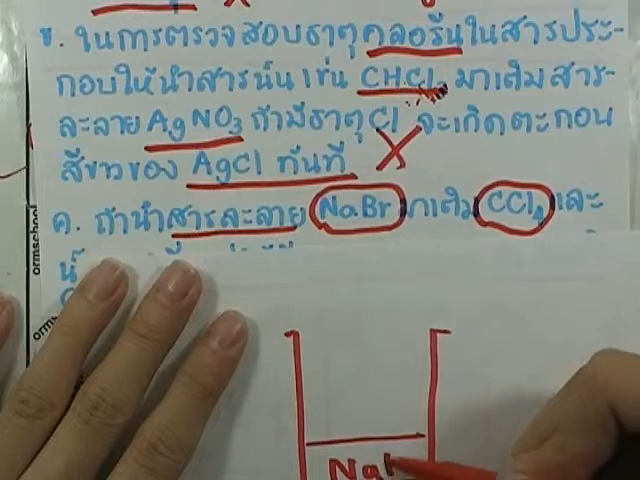 ข. ในการตรวจสอบธาตุคลอรีนในสารประ-
กอบให้นำสารนั้น เช่น CHCl₃ มาเติมสาร-
ละลาย AgNO₃ ถ้ามีธาตุ Cl จะเกิดตะกอน
สีขาวของ AgCl ทันที
ค. ถ้านำสารละลาย NaBr มาเติม CCl₄ และ
น้ำ
ormschool
NaB